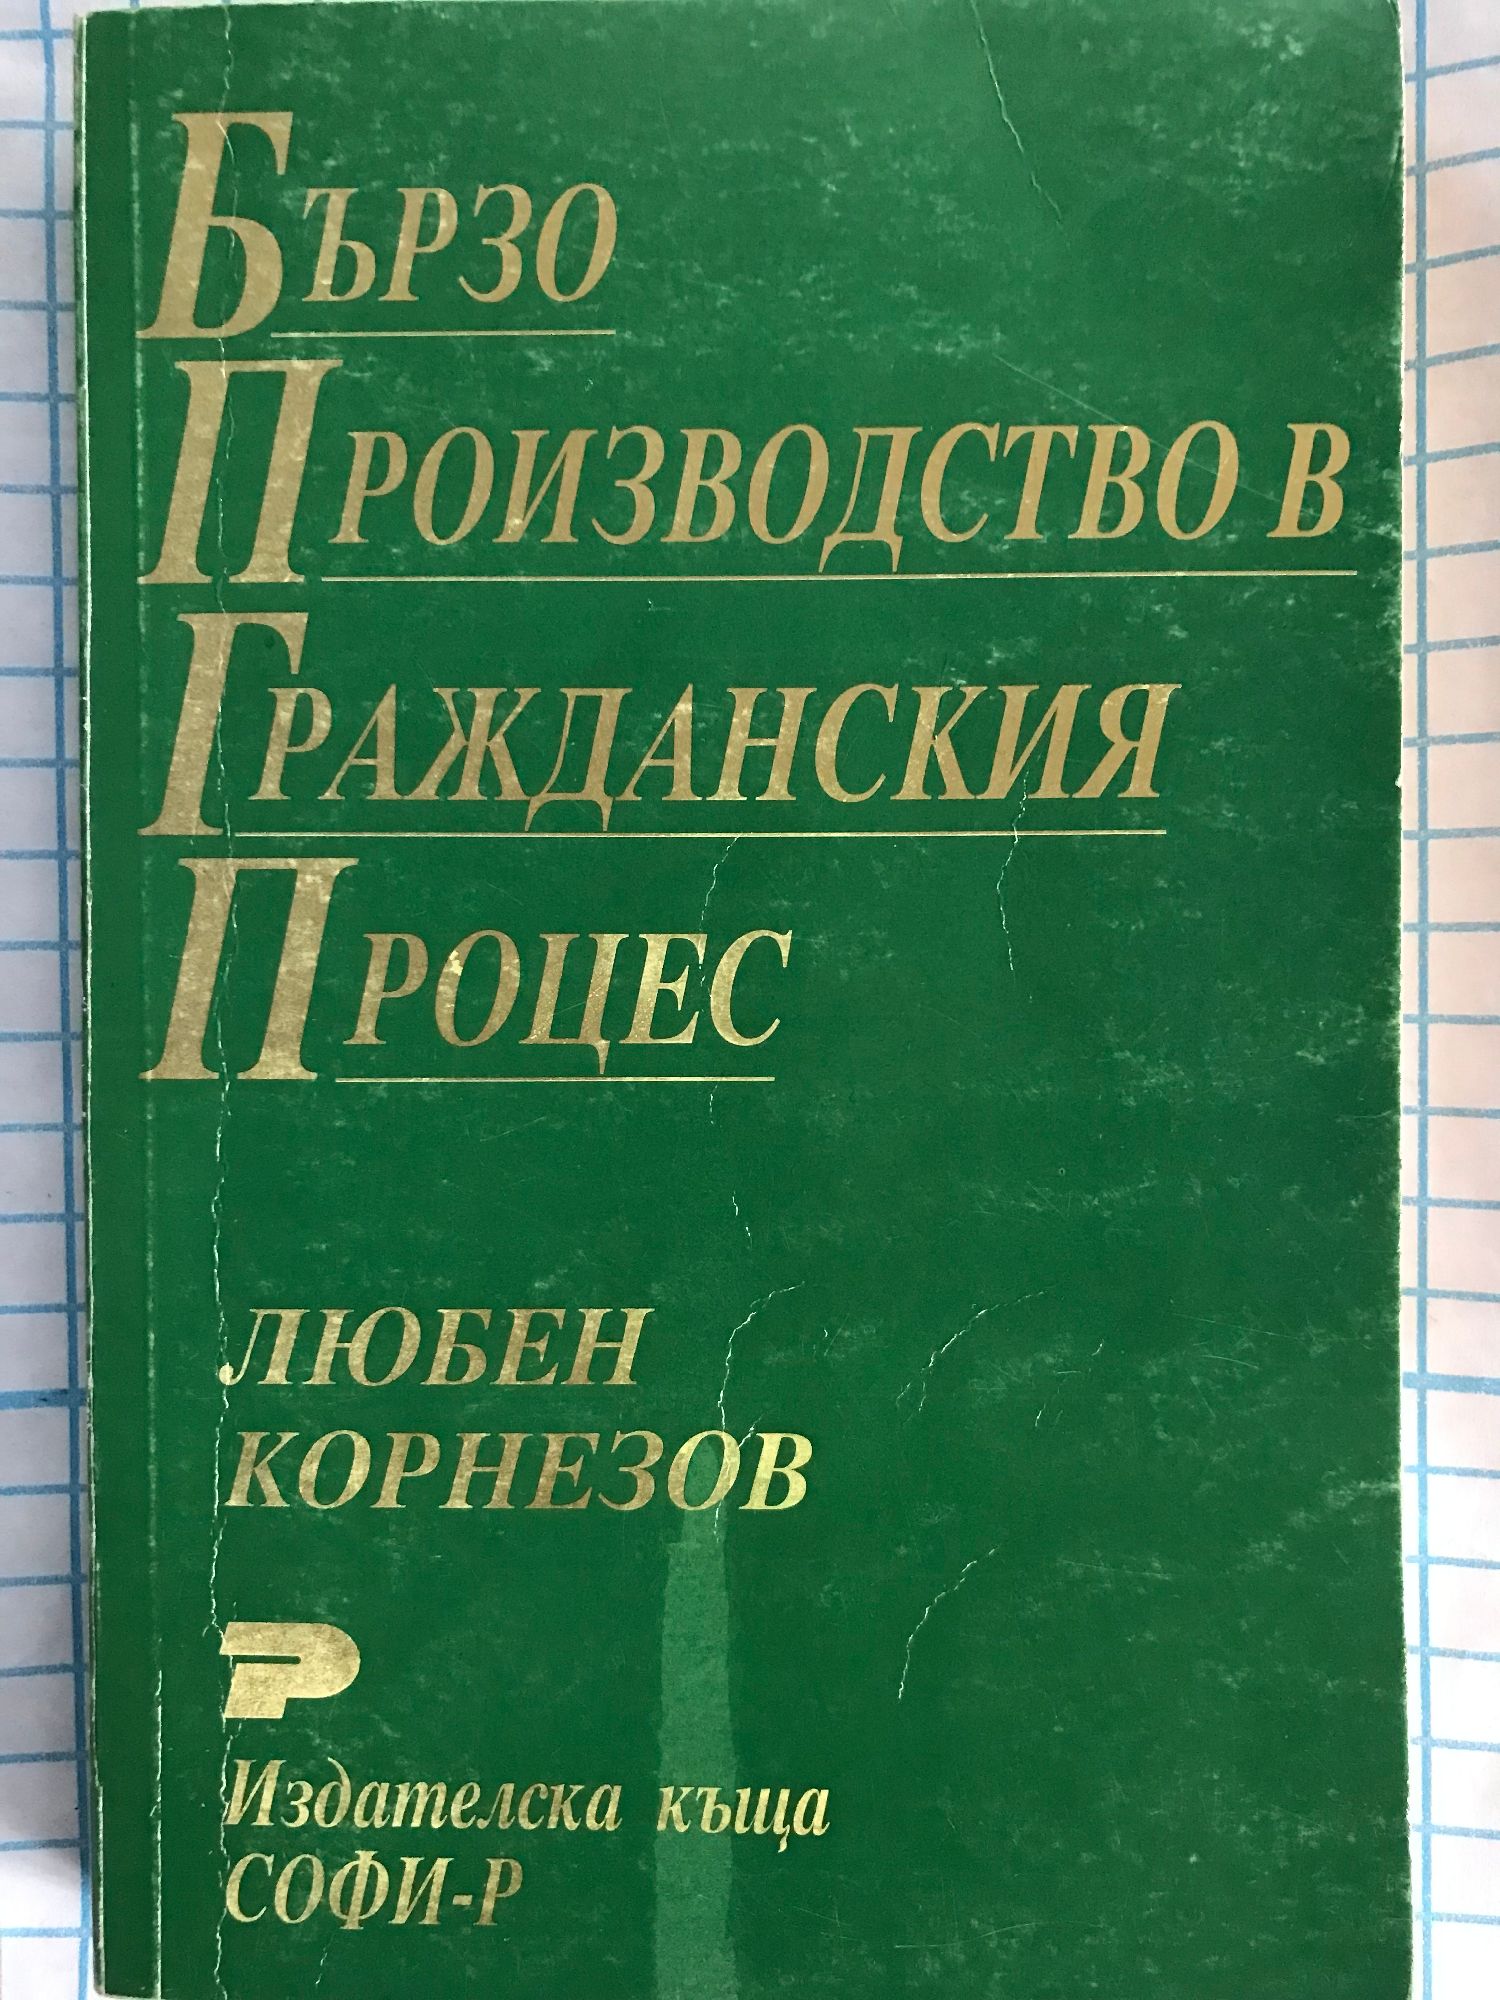 БЪРЗО
ПРОИЗВОДСТВО В
ГРАЖДАНСКИЯ
ПРОЦЕС
ЛЮБЕН
КОРНЕЗОВ
Р
Издателска къща
СОФИ-Р